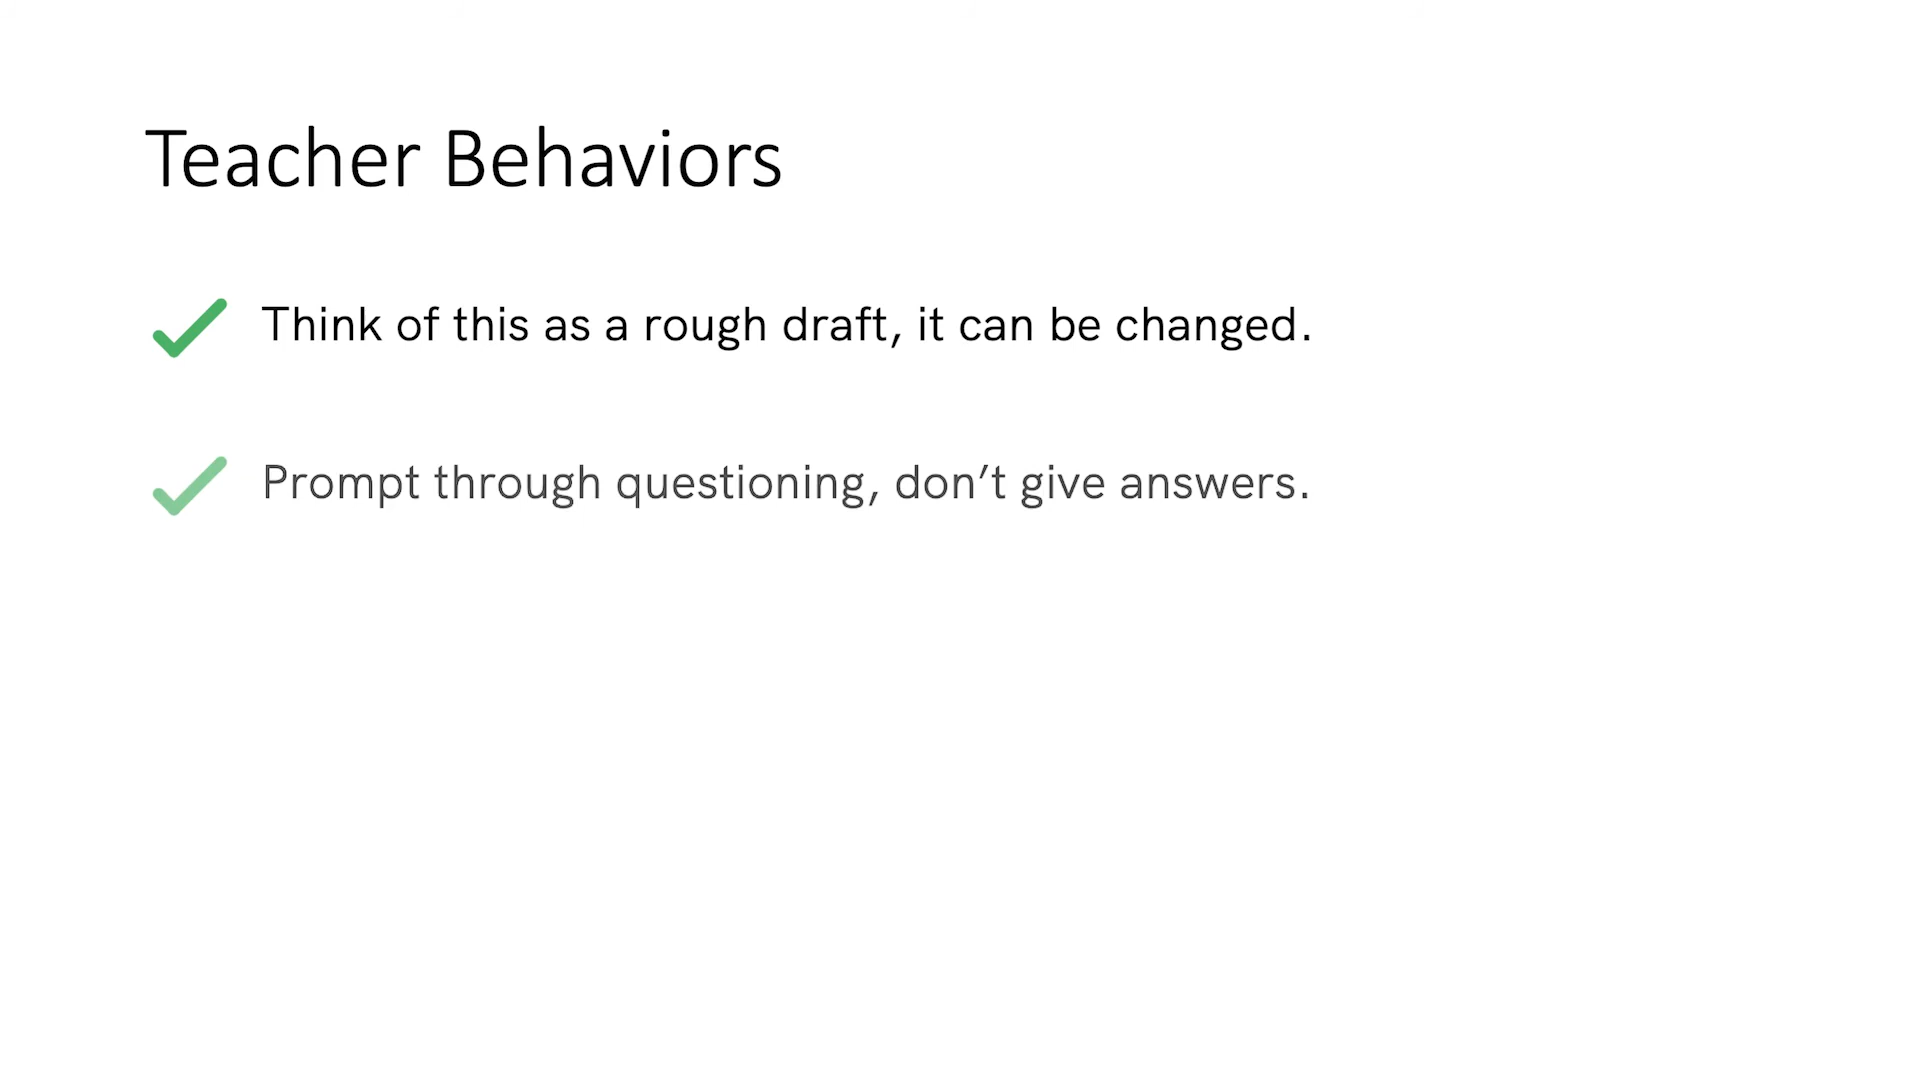 Teacher Behaviors
Think of this as a rough draft, it can be changed.
Prompt through questioning, don’t give answers.